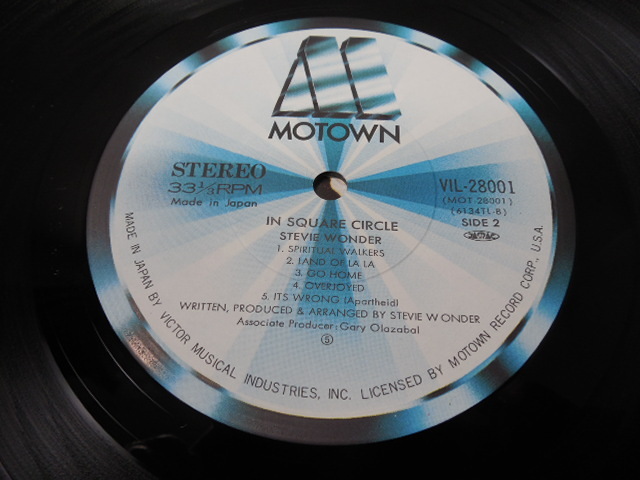 MOTOWN
STEREO
33⅓RPM
Made in Japan
VIL-28001
(MOT 28001)
(6134TL-B)
SIDE 2
IN SQUARE CIRCLE
STEVIE WONDER
1. SPIRITUAL WALKERS
2. LAND OF LA LA
3. GO HOME
4. OVERJOYED
5. ITS WRONG (Apartheid)
WRITTEN, PRODUCED & ARRANGED BY STEVIE WONDER
Associate Producer: Gary Olazabal
Ⓢ
MADE IN JAPAN BY VICTOR MUSICAL INDUSTRIES, INC. LICENSED BY MOTOWN RECORD CORP., U.S.A.